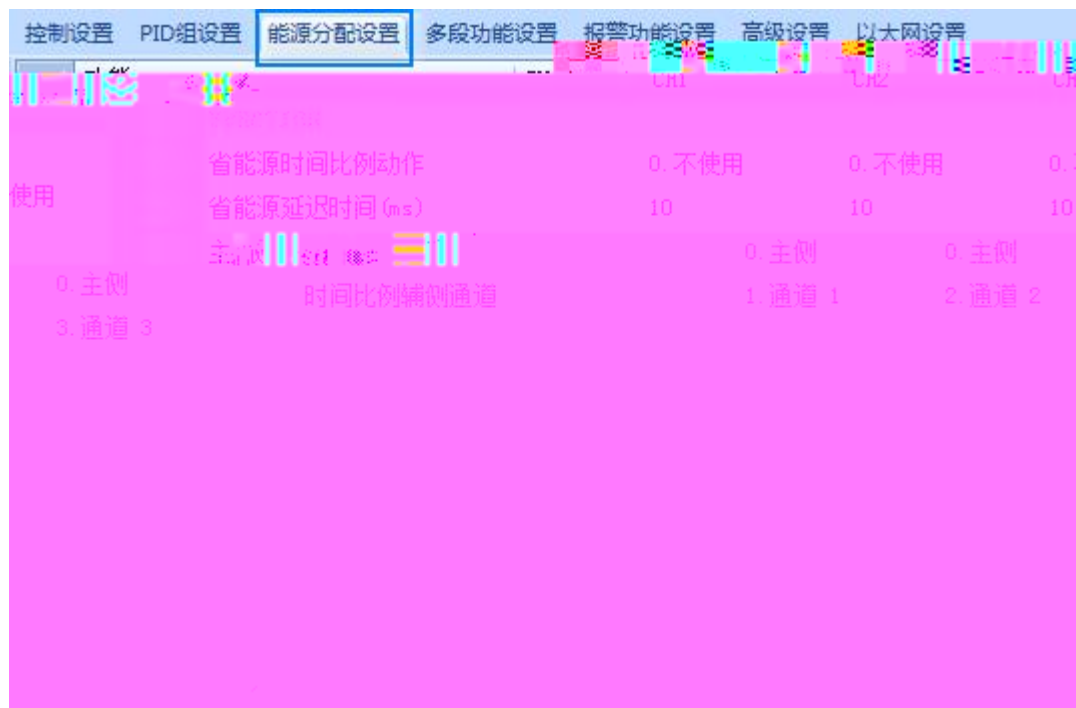 控制设置 PID组设置 能源分配设置 多段功能设置 报警功能设置 高级设置 以太网设置
功能 CH1 CH2
省能源时间比例动作 0.不使用 0.不使用 0.
使用
省能源延迟时间(ms) 10 10 10
0.主侧 0.主侧
0.主侧
时间比例辅侧通道 1.通道 1 2.通道 2
3.通道 3